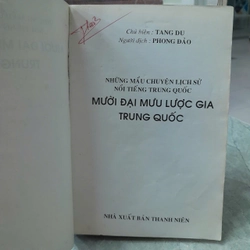 Chủ biên : TANG DU
Người dịch : PHONG ĐẢO
NHỮNG MẨU CHUYỆN LỊCH SỬ
NỔI TIẾNG TRUNG QUỐC
MƯỜI ĐẠI MƯU LƯỢC GIA
TRUNG QUỐC
NHÀ XUẤT BẢN THANH NIÊN